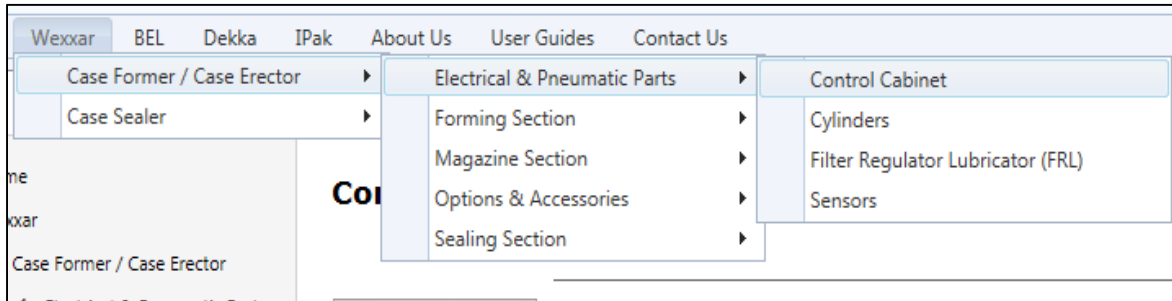 Wexxar BEL Dekka IPak About Us User Guides Contact Us
Case Former / Case Erector Electrical & Pneumatic Parts Control Cabinet
Case Sealer Forming Section Cylinders
Magazine Section Filter Regulator Lubricator (FRL)
me
Options & Accessories Sensors
xxar
Sealing Section
Case Former / Case Erector